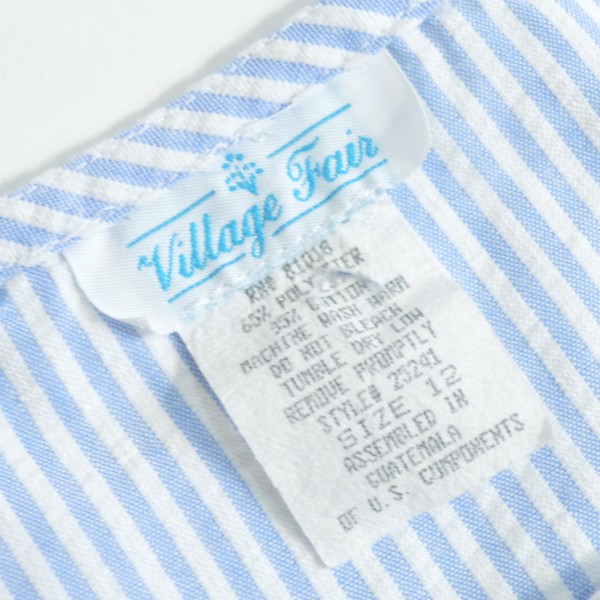 Village Fair
RN# 81038
65% POLYESTER
35% COTTON
MACHINE WASH WARM
DO NOT BLEACH
TUMBLE DRY LOW
REMOVE PROMPTLY
STYLE# 25241
SIZE 12
ASSEMBLED IN
GUATEMALA
OF U.S. COMPONENTS